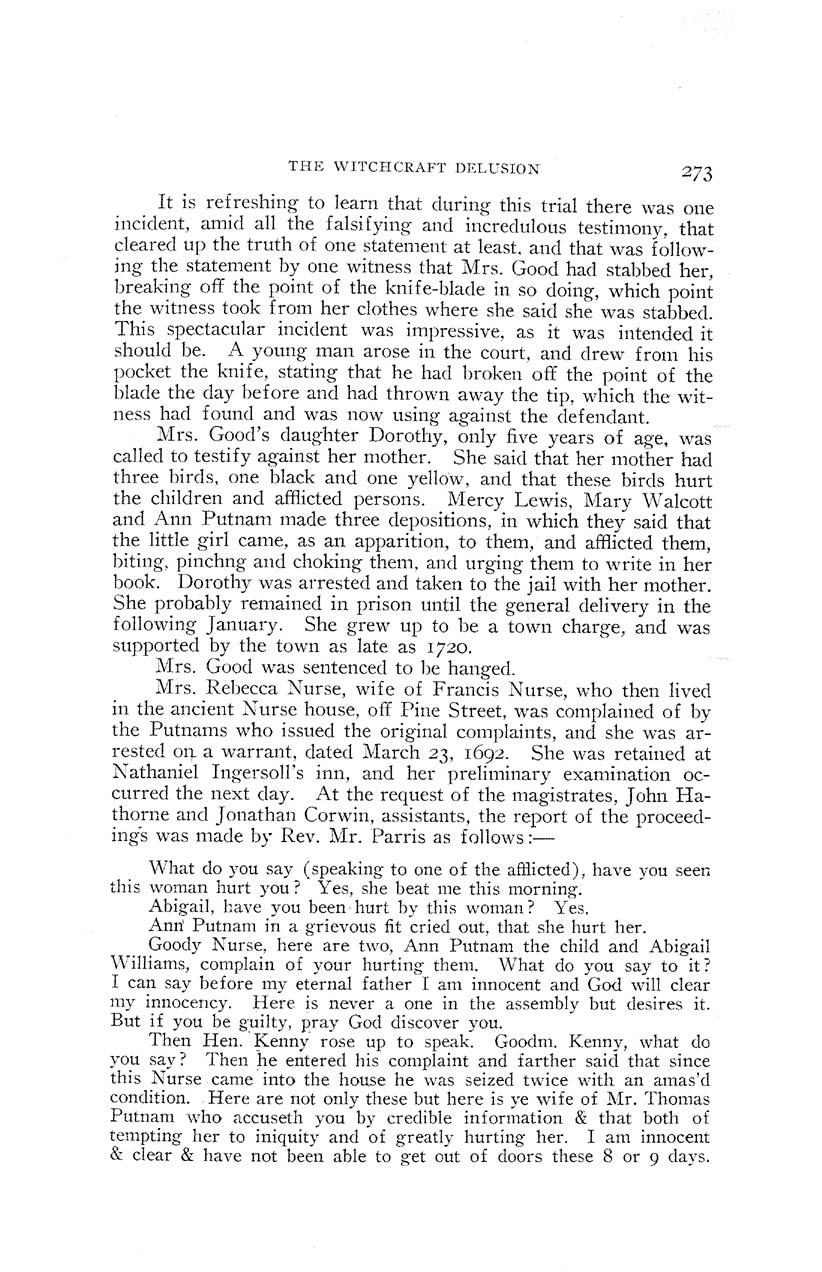 THE WITCHCRAFT DELUSION 273
It is refreshing to learn that during this trial there was one
incident, amid all the falsifying and incredulous testimony, that
cleared up the truth of one statement at least, and that was follow-
ing the statement by one witness that Mrs. Good had stabbed her,
breaking off the point of the knife-blade in so doing, which point
the witness took from her clothes where she said she was stabbed.
This spectacular incident was impressive, as it was intended it
should be. A young man arose in the court, and drew from his
pocket the knife, stating that he had broken off the point of the
blade the day before and had thrown away the tip, which the wit-
ness had found and was now using against the defendant.
Mrs. Good's daughter Dorothy, only five years of age, was
called to testify against her mother. She said that her mother had
three birds, one black and one yellow, and that these birds hurt
the children and afflicted persons. Mercy Lewis, Mary Walcott
and Ann Putnam made three depositions, in which they said that
the little girl came, as an apparition, to them, and afflicted them,
biting, pinchng and choking them, and urging them to write in her
book. Dorothy was arrested and taken to the jail with her mother.
She probably remained in prison until the general delivery in the
following January. She grew up to be a town charge, and was
supported by the town as late as 1720.
Mrs. Good was sentenced to be hanged.
Mrs. Rebecca Nurse, wife of Francis Nurse, who then lived
in the ancient Nurse house, off Pine Street, was complained of by
the Putnams who issued the original complaints, and she was ar-
rested on a warrant, dated March 23, 1692. She was retained at
Nathaniel Ingersoll's inn, and her preliminary examination oc-
curred the next day. At the request of the magistrates, John Ha-
thorne and Jonathan Corwin, assistants, the report of the proceed-
ings was made by Rev. Mr. Parris as follows:—
What do you say (speaking to one of the afflicted), have you seen
this woman hurt you? Yes, she beat me this morning.
Abigail, have you been hurt by this woman? Yes.
Ann Putnam in a grievous fit cried out, that she hurt her.
Goody Nurse, here are two, Ann Putnam the child and Abigail
Williams, complain of your hurting them. What do you say to it?
I can say before my eternal father I am innocent and God will clear
my innocency. Here is never a one in the assembly but desires it.
But if you be guilty, pray God discover you.
Then Hen. Kenny rose up to speak. Goodm. Kenny, what do
you say? Then he entered his complaint and farther said that since
this Nurse came into the house he was seized twice with an amas'd
condition. Here are not only these but here is ye wife of Mr. Thomas
Putnam who accuseth you by credible information & that both of
tempting her to iniquity and of greatly hurting her. I am innocent
& clear & have not been able to get out of doors these 8 or 9 days.